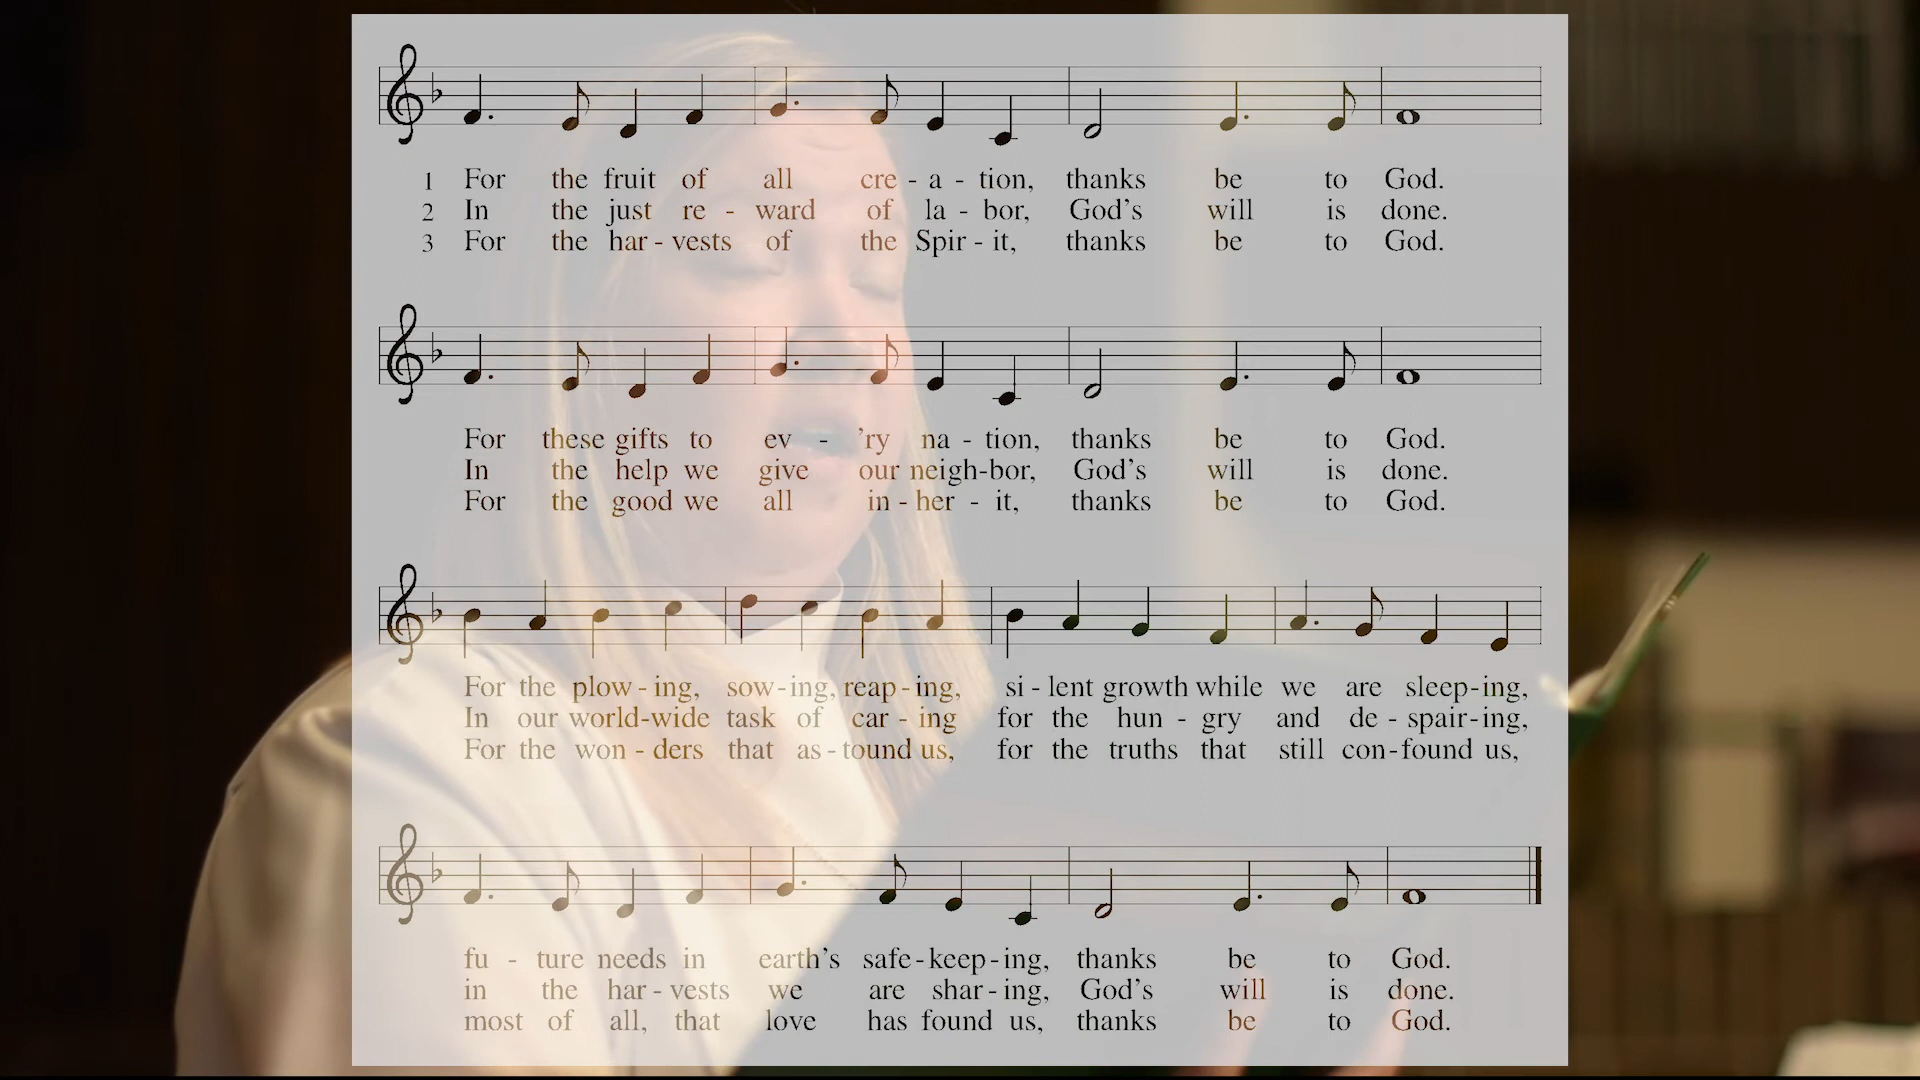 1 For the fruit of all cre - a - tion, thanks be to God.
2 In the just re - ward of la - bor, God's will is done.
3 For the har - vests of the Spir - it, thanks be to God.
For these gifts to ev - 'ry na - tion, thanks be to God.
In the help we give our neigh - bor, God's will is done.
For the good we all in - her - it, thanks be to God.
For the plow - ing, sow - ing, reap - ing, si - lent growth while we are sleep - ing,
In our world - wide task of car - ing for the hun - gry and de - spair - ing,
For the won - ders that as - tound us, for the truths that still con - found us,
fu - ture needs in earth's safe - keep - ing, thanks be to God.
in the har - vests we are shar - ing, God's will is done.
most of all, that love has found us, thanks be to God.